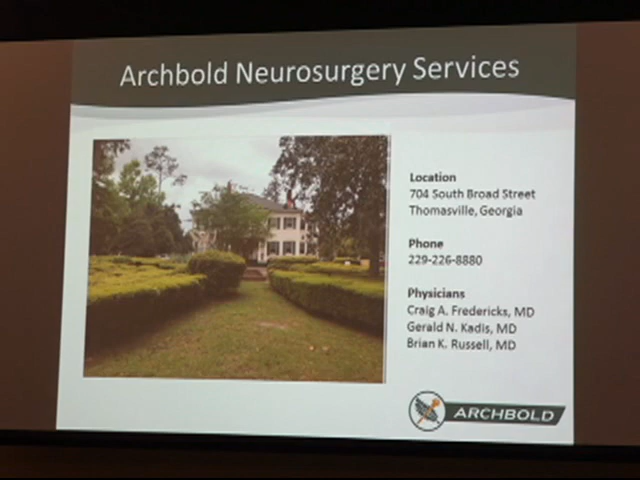 Archbold Neurosurgery Services
Location
704 South Broad Street
Thomasville, Georgia
Phone
229-226-8880
Physicians
Craig A. Fredericks, MD
Gerald N. Kadis, MD
Brian K. Russell, MD
ARCHBOLD